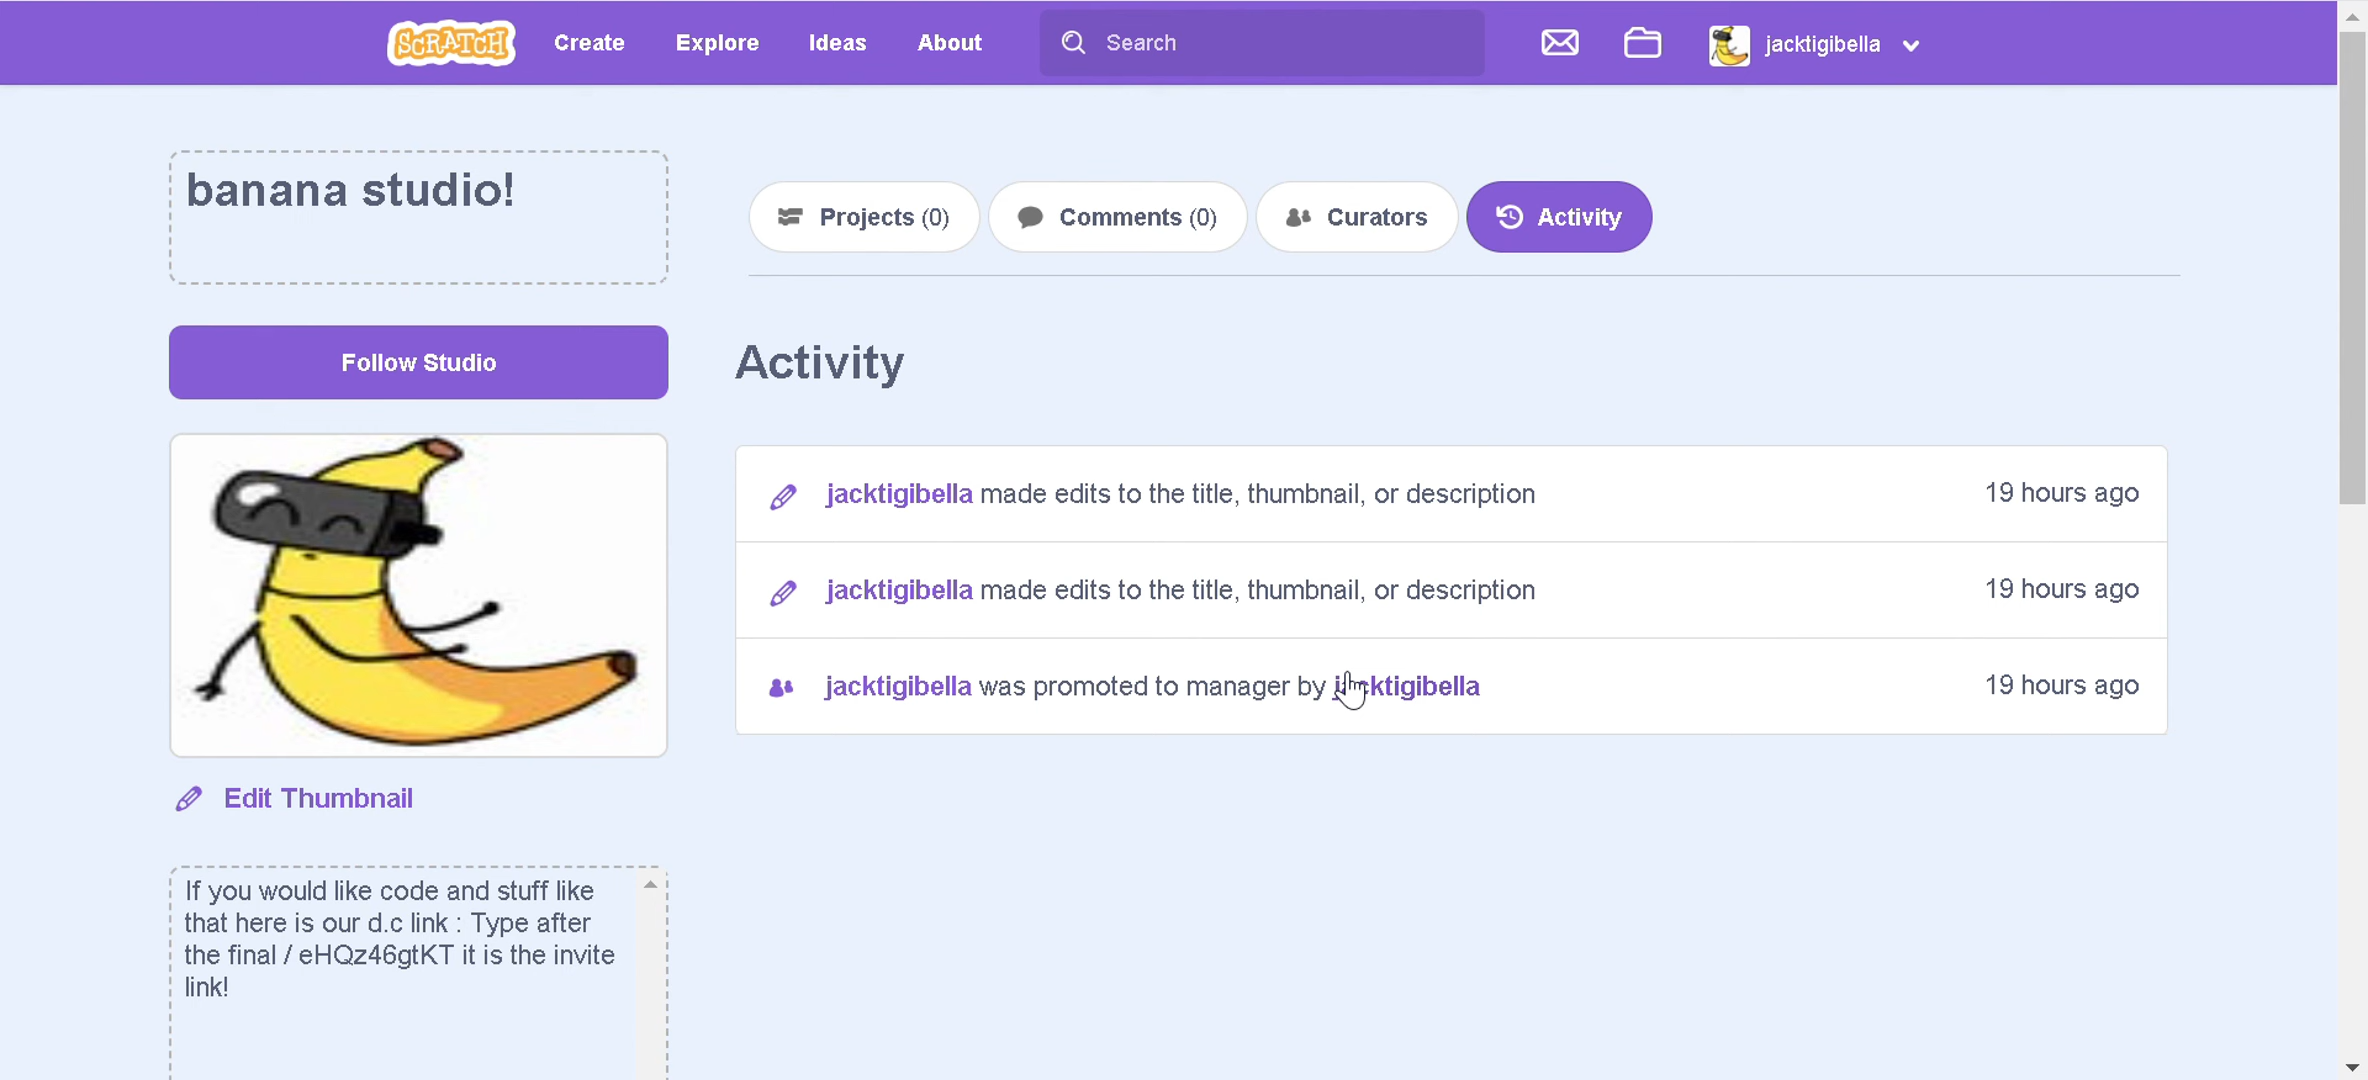 SCRATCH Create Explore Ideas About Search jacktigibella
banana studio!
Projects (0) Comments (0) Curators Activity
Follow Studio
Activity
jacktigibella made edits to the title, thumbnail, or description 19 hours ago
jacktigibella made edits to the title, thumbnail, or description 19 hours ago
jacktigibella was promoted to manager by jacktigibella 19 hours ago
Edit Thumbnail
If you would like code and stuff like
that here is our d.c link : Type after
the final / eHQz46gtKT it is the invite
link!